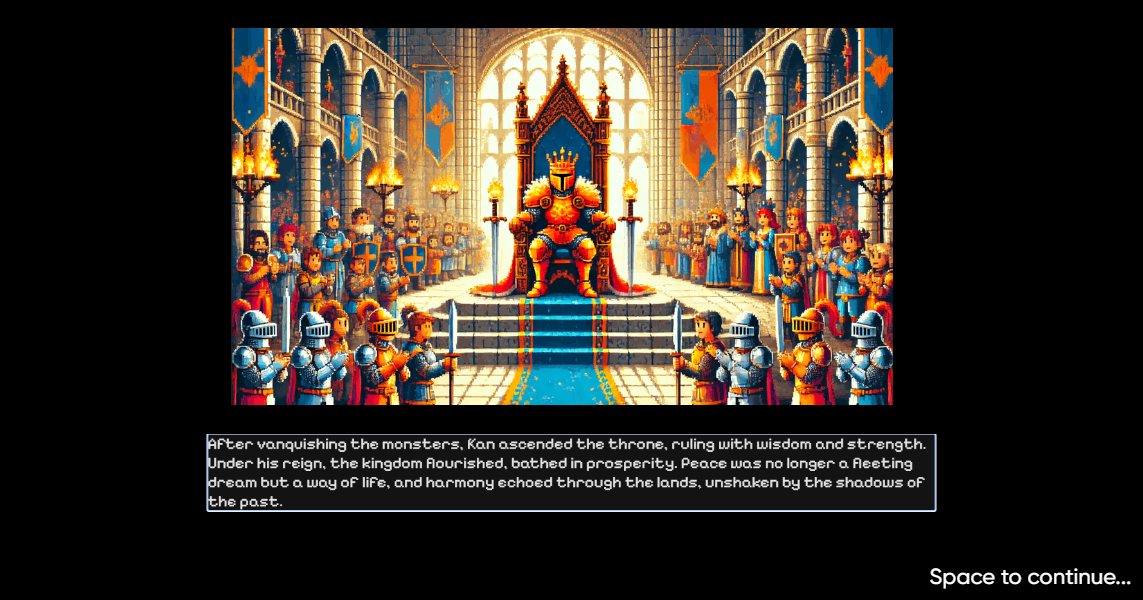 After vanquishing the monsters, Kan ascended the throne, ruling with wisdom and strength.
Under his reign, the kingdom flourished, bathed in prosperity. Peace was no longer a fleeting
dream but a way of life, and harmony echoed through the lands, unshaken by the shadows of
the past.
Space to continue...